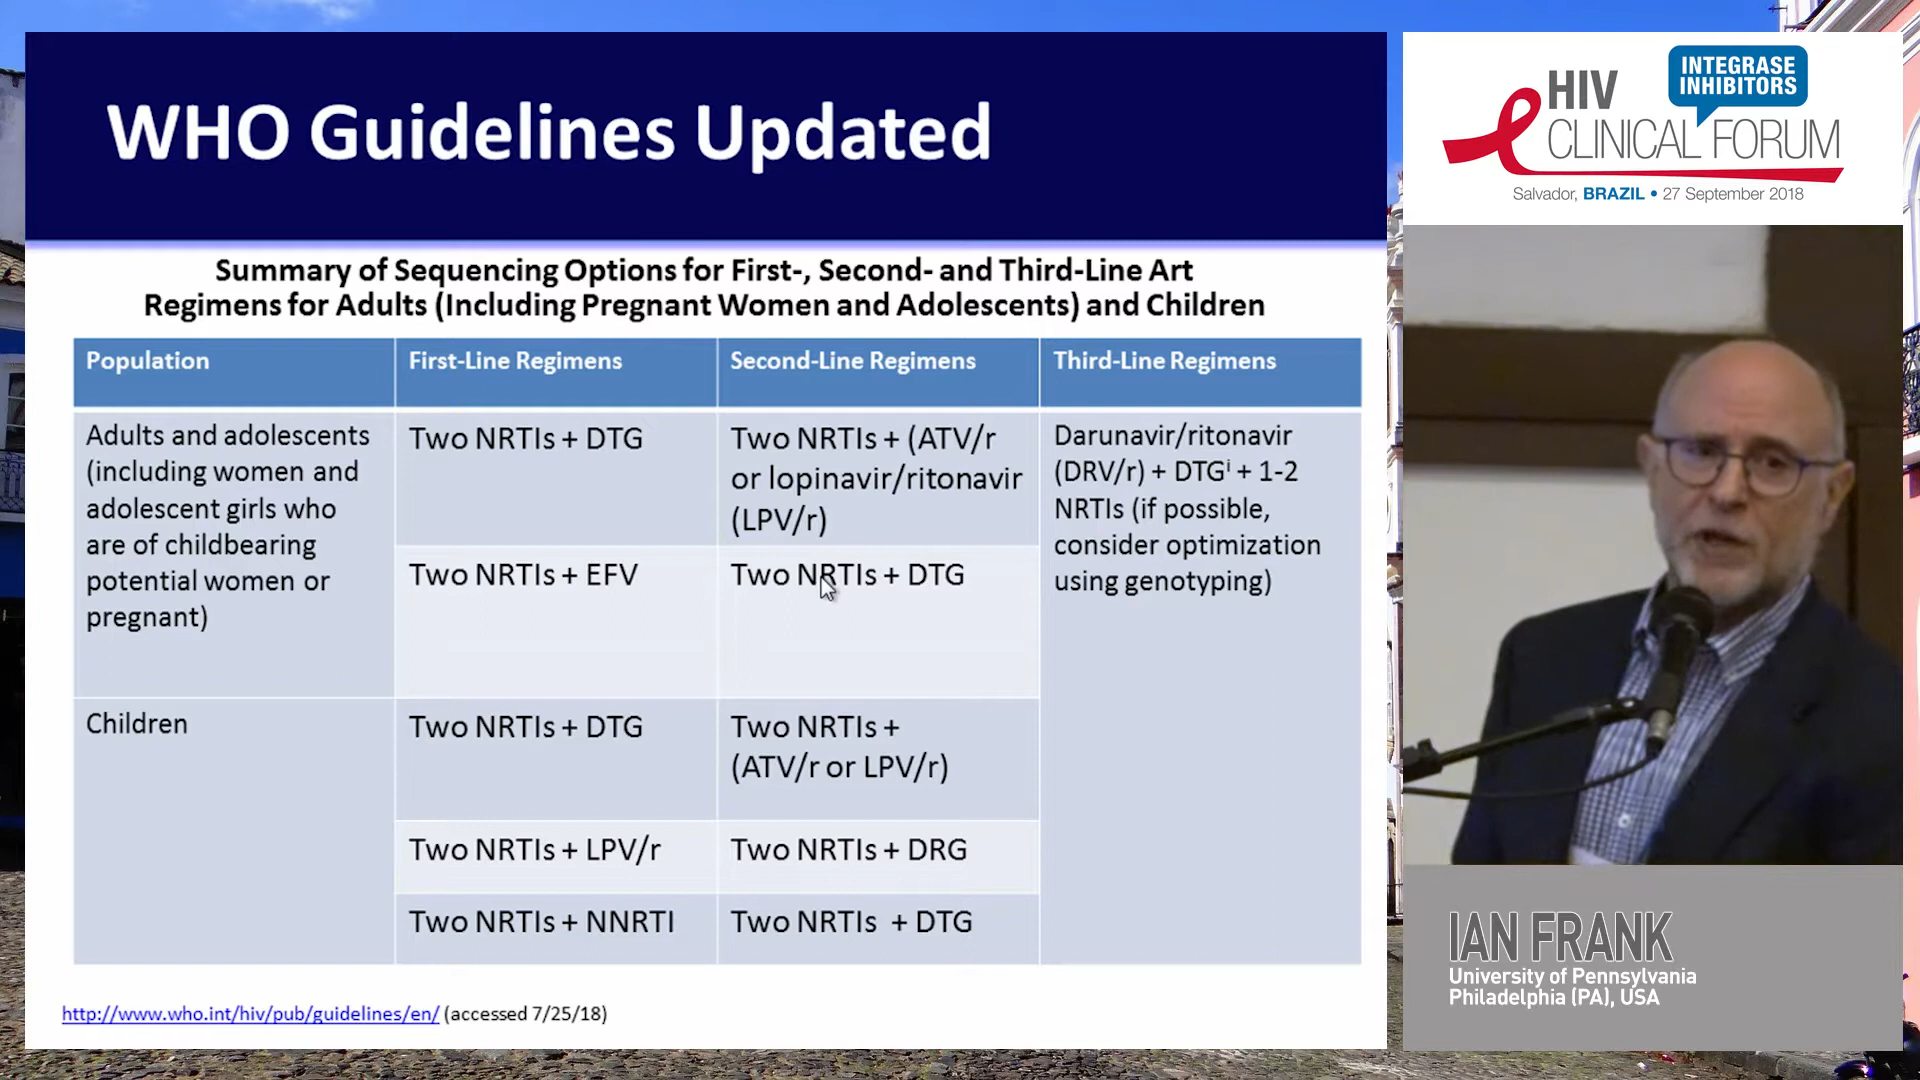 WHO Guidelines Updated
Summary of Sequencing Options for First-, Second- and Third-Line Art
Regimens for Adults (Including Pregnant Women and Adolescents) and Children
Population
First-Line Regimens
Second-Line Regimens
Third-Line Regimens
Adults and adolescents
(including women and
adolescent girls who
are of childbearing
potential women or
pregnant)
Two NRTIs + DTG
Two NRTIs + (ATV/r
or lopinavir/ritonavir
(LPV/r)
Darunavir/ritonavir
(DRV/r) + DTGⁱ + 1-2
NRTIs (if possible,
consider optimization
using genotyping)
Two NRTIs + EFV
Two NRTIs + DTG
Children
Two NRTIs + DTG
Two NRTIs +
(ATV/r or LPV/r)
Two NRTIs + LPV/r
Two NRTIs + DRG
Two NRTIs + NNRTI
Two NRTIs + DTG
http://www.who.int/hiv/pub/guidelines/en/ (accessed 7/25/18)
INTEGRASE
INHIBITORS
HIV
CLINICAL FORUM
Salvador, BRAZIL • 27 September 2018
IAN FRANK
University of Pennsylvania
Philadelphia (PA), USA